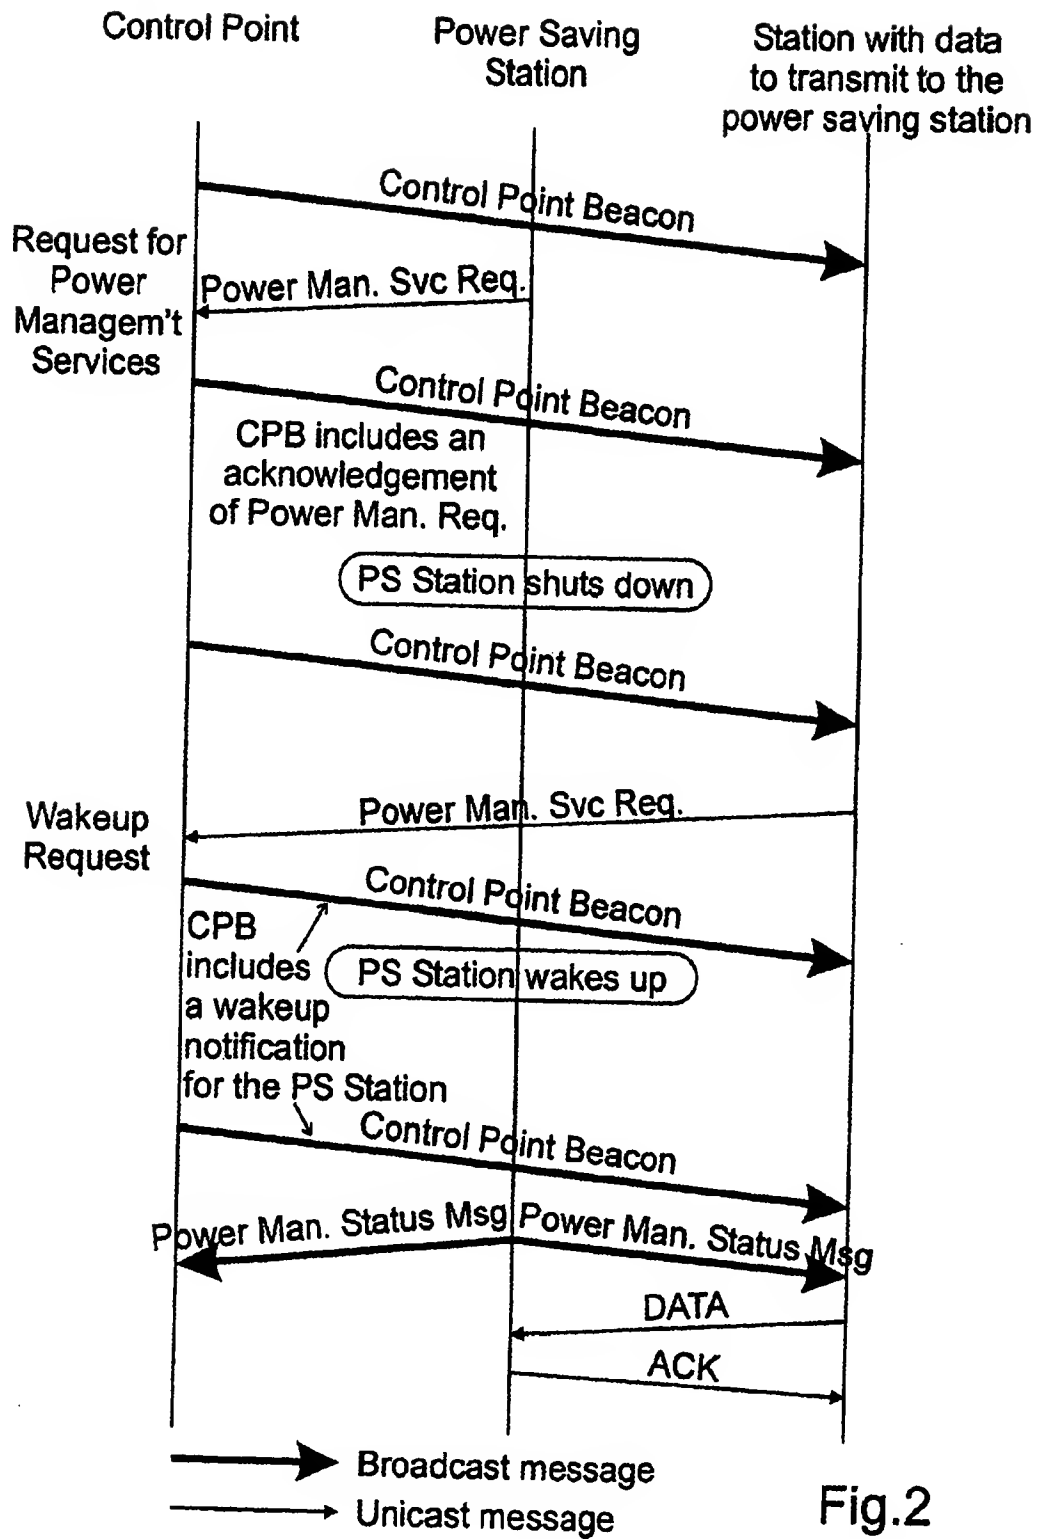 Control Point
Power Saving
Station
Station with data
to transmit to the
power saving station
Control Point Beacon
Request for
Power
Managem't
Services
Power Man. Svc Req.
Control Point Beacon
CPB includes an
acknowledgement
of Power Man. Req.
PS Station shuts down
Control Point Beacon
Wakeup
Request
Power Man. Svc Req.
Control Point Beacon
CPB
includes
a wakeup
notification
for the PS Station
PS Station wakes up
Control Point Beacon
Power Man. Status Msg
Power Man. Status Msg
DATA
ACK
Broadcast message
Unicast message
Fig.2